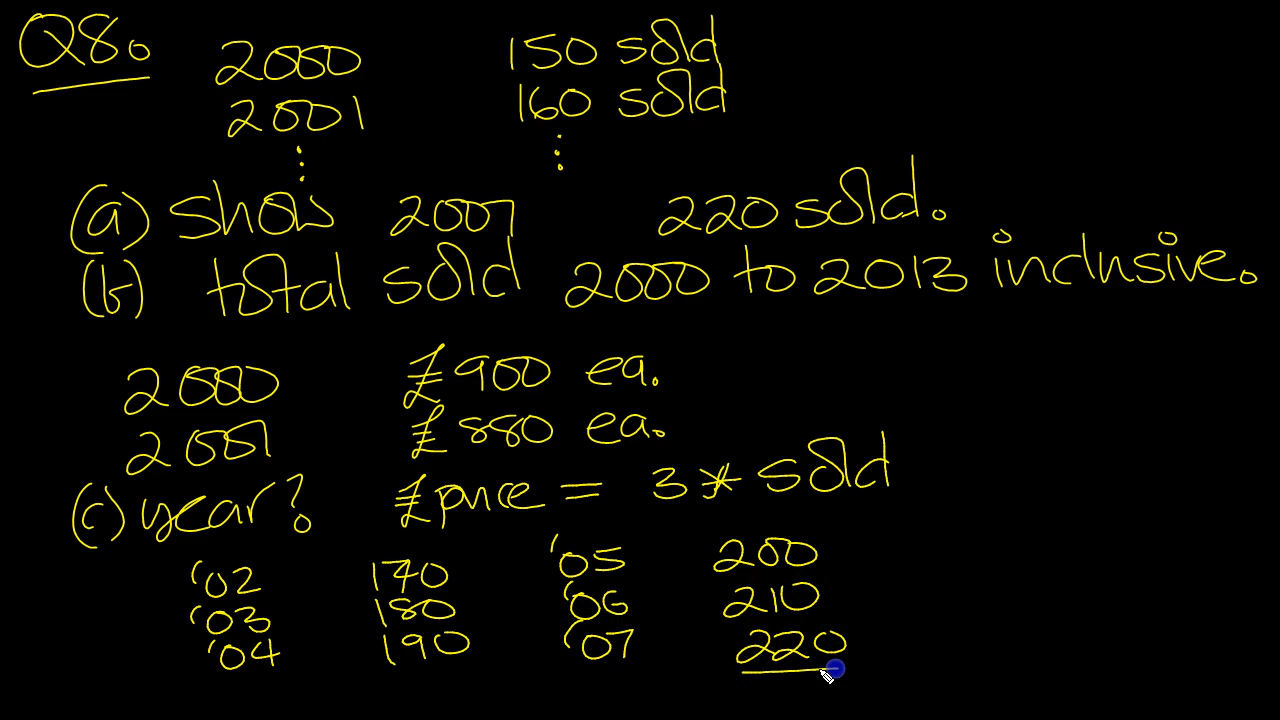 Q8.
2000 150 sold
2001 160 sold
⋮ ⋮
(a) show 2007 220 sold.
(b) total sold 2000 to 2013 inclusive.
2000 £900 ea.
2001 £880 ea.
(c) year? £price = 3* sold
'02 170 '05 200
'03 180 '06 210
'04 190 '07 220